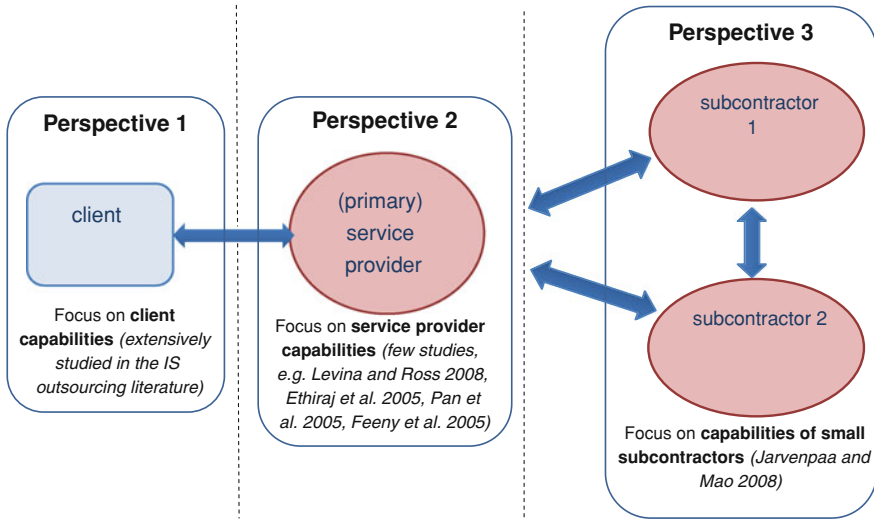 Perspective 1
client
Focus on client
capabilities (extensively
studied in the IS
outsourcing literature)
Perspective 2
(primary)
service
provider
Focus on service provider
capabilities (few studies,
e.g. Levina and Ross 2008,
Ethiraj et al. 2005, Pan et
al. 2005, Feeny et al. 2005)
Perspective 3
subcontractor
1
subcontractor 2
Focus on capabilities of small
subcontractors (Jarvenpaa and
Mao 2008)